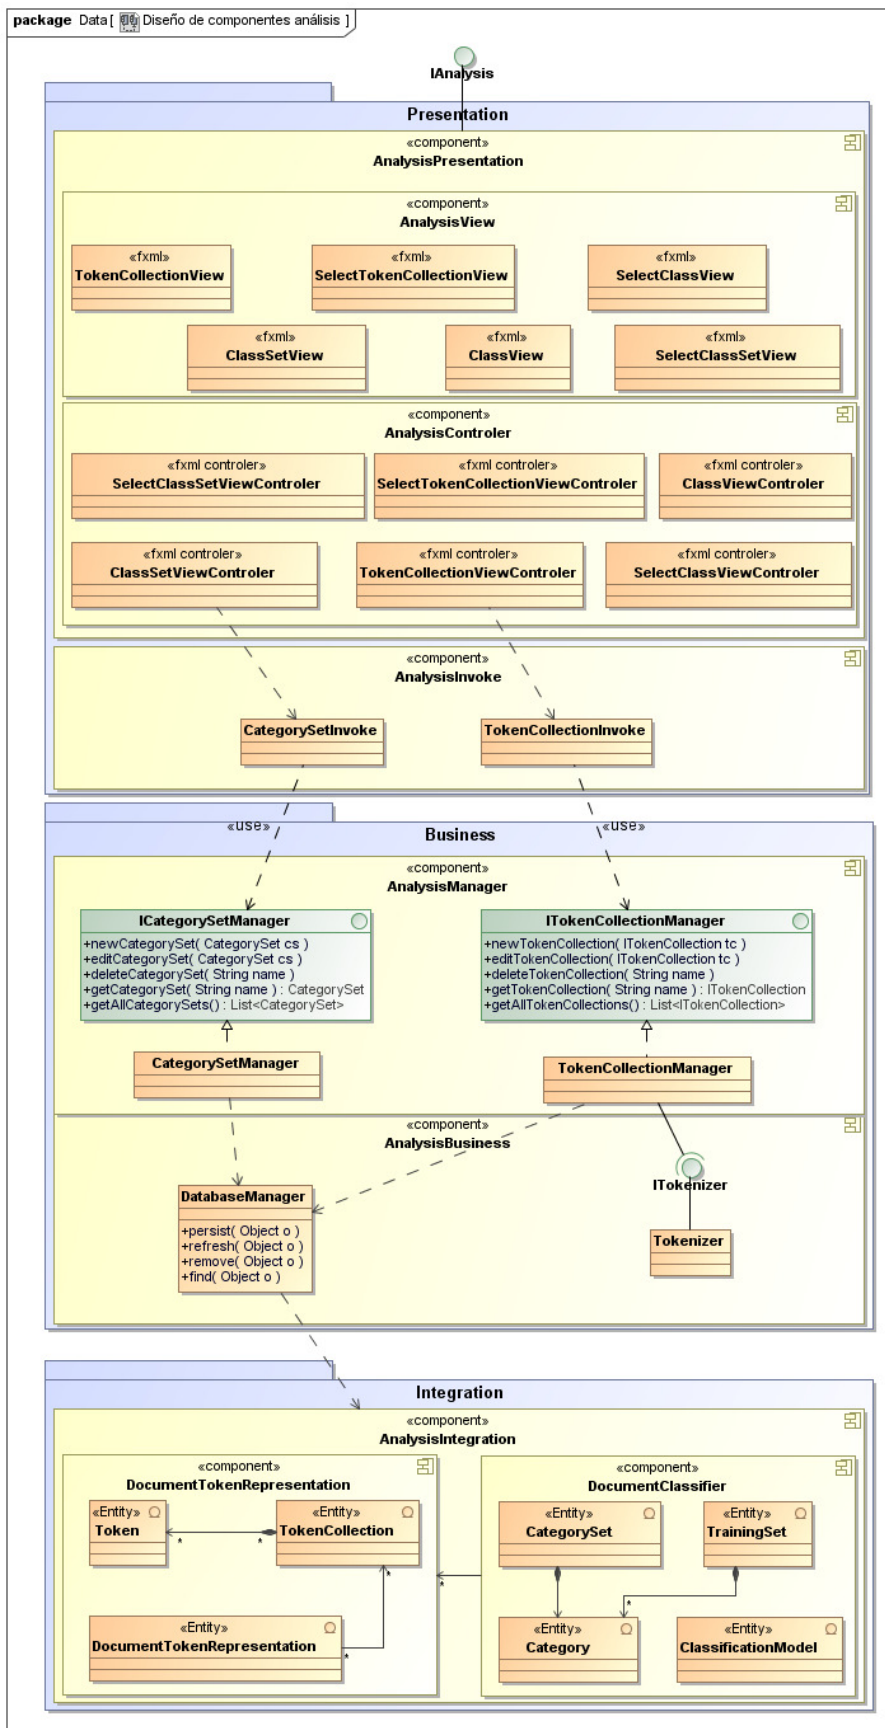 package Data [ Diseño de componentes análisis ]
IAnalysis
Presentation
«component»
AnalysisPresentation
«component»
AnalysisView
«fxml»
TokenCollectionView
«fxml»
SelectTokenCollectionView
«fxml»
SelectClassView
«fxml»
ClassSetView
«fxml»
ClassView
«fxml»
SelectClassSetView
«component»
AnalysisControler
«fxml controler»
SelectClassSetViewControler
«fxml controler»
SelectTokenCollectionViewControler
«fxml controler»
ClassViewControler
«fxml controler»
ClassSetViewControler
«fxml controler»
TokenCollectionViewControler
«fxml controler»
SelectClassViewControler
«component»
AnalysisInvoke
CategorySetInvoke
TokenCollectionInvoke
«use»
«use»
Business
«component»
AnalysisManager
ICategorySetManager
+newCategorySet( CategorySet cs )
+editCategorySet( CategorySet cs )
+deleteCategorySet( String name )
+getCategorySet( String name ) : CategorySet
+getAllCategorySets() : List<CategorySet>
ITokenCollectionManager
+newTokenCollection( ITokenCollection tc )
+editTokenCollection( ITokenCollection tc )
+deleteTokenCollection( String name )
+getTokenCollection( String name ) : ITokenCollection
+getAllTokenCollections() : List<ITokenCollection>
CategorySetManager
TokenCollectionManager
«component»
AnalysisBusiness
DatabaseManager
+persist( Object o )
+refresh( Object o )
+remove( Object o )
+find( Object o )
ITokenizer
Tokenizer
Integration
«component»
AnalysisIntegration
«component»
DocumentTokenRepresentation
«Entity»
Token
*
*
«Entity»
TokenCollection
*
«Entity»
DocumentTokenRepresentation
*
*
«component»
DocumentClassifier
«Entity»
CategorySet
«Entity»
TrainingSet
*
«Entity»
Category
«Entity»
ClassificationModel